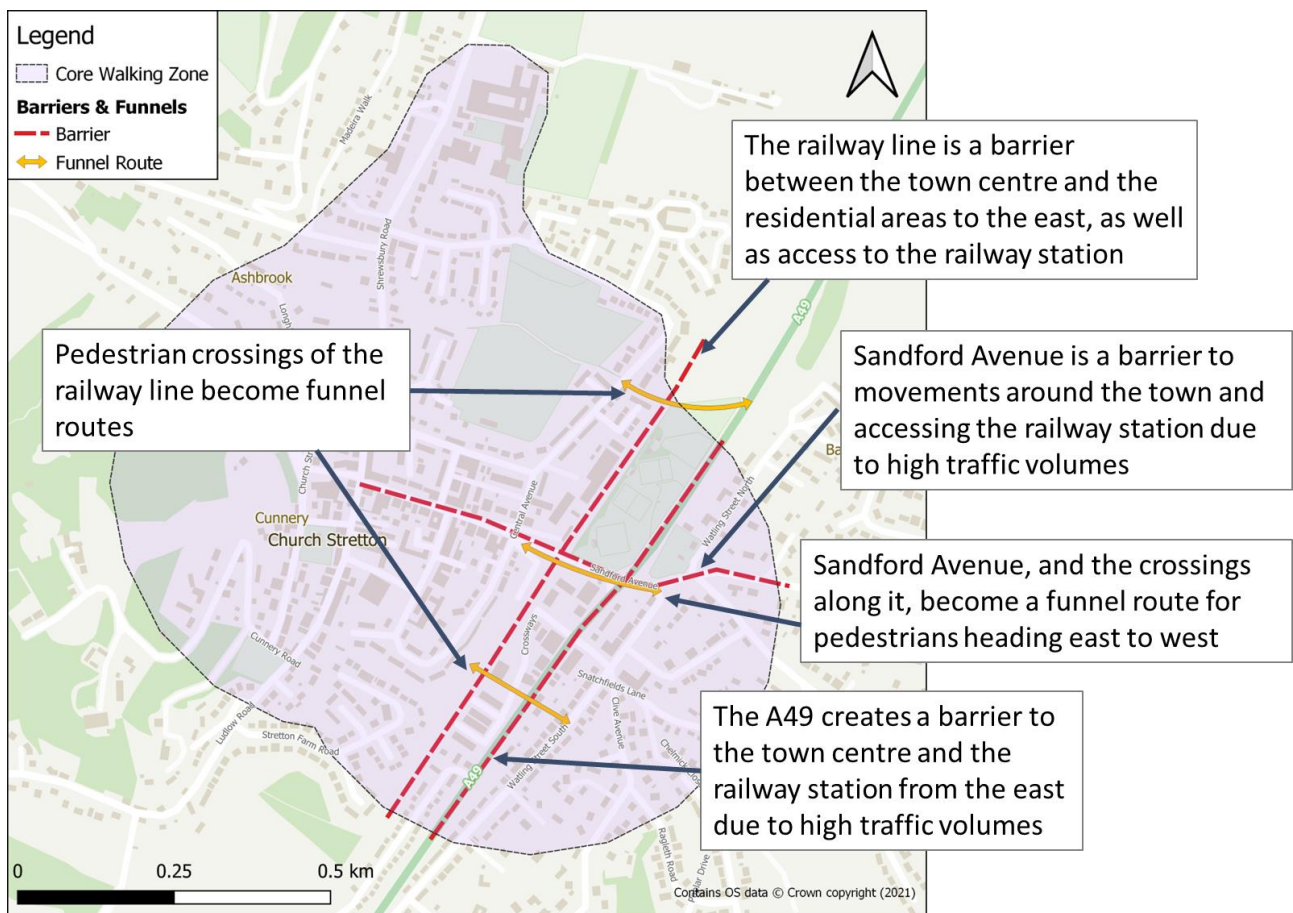 Legend
Core Walking Zone
Barriers & Funnels
Barrier
Funnel Route
The railway line is a barrier
between the town centre and the
residential areas to the east, as well
as access to the railway station
Pedestrian crossings of the
railway line become funnel
routes
Sandford Avenue is a barrier to
movements around the town and
accessing the railway station due
to high traffic volumes
Sandford Avenue, and the crossings
along it, become a funnel route for
pedestrians heading east to west
The A49 creates a barrier to
the town centre and the
railway station from the east
due to high traffic volumes
Madeira Walk
Shrewsbury Road
Ashbrook
Longh
A49
Ba
Church Str
Central Avenue
Watling Street North
Cunnery
Church Stretton
Sandford Avenue
Crossways
Cunnery Road
Snatchfields Lane
Clive Avenue
Ludlow Road
Stretton Farm Road
Watling Street South
Chelmick
A49
Ragleth Road
Drive
0
0.25
0.5 km
Contains OS data © Crown copyright (2021)